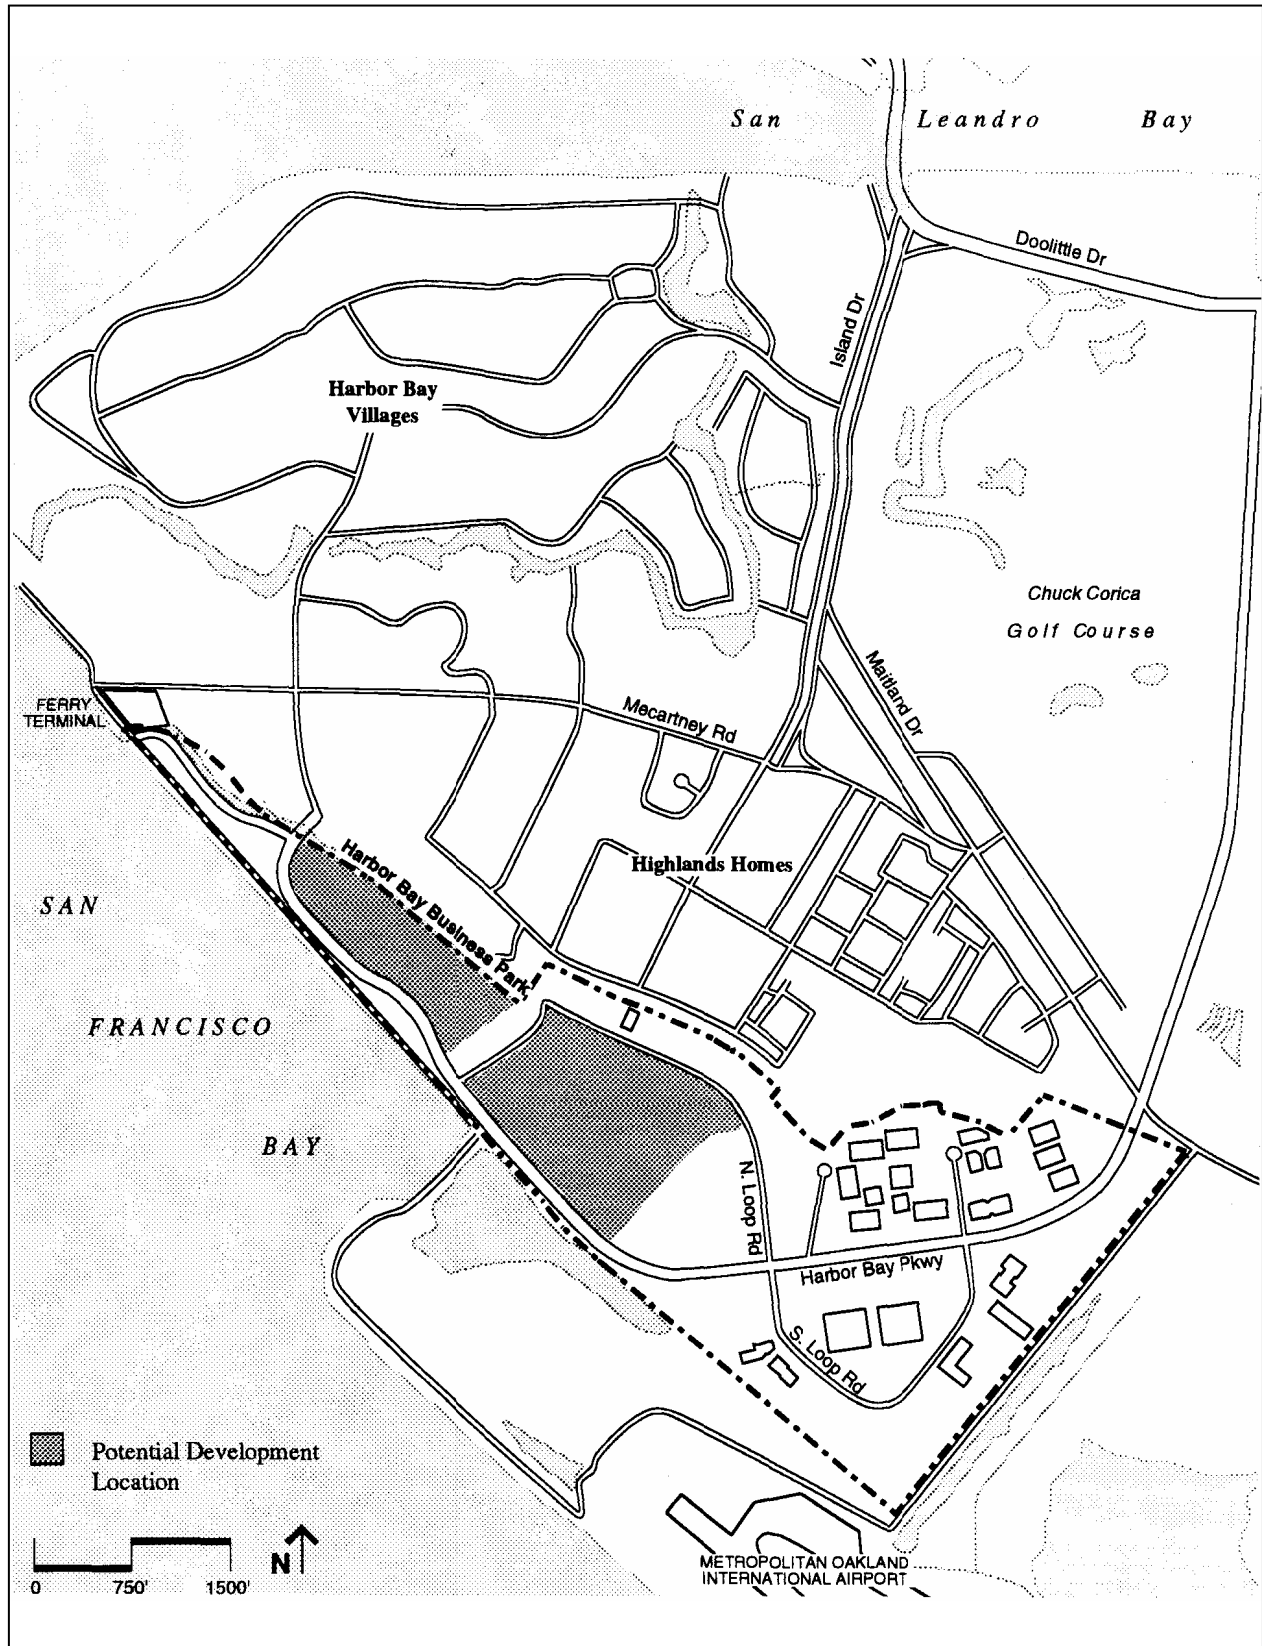 San Leandro Bay
Doolittle Dr
Island Dr
Harbor Bay
Villages
Chuck Corica
Golf Course
Maitland Dr
FERRY
TERMINAL
Mecartney Rd
Harbor Bay Business Park
Highlands Homes
SAN
FRANCISCO
BAY
N. Loop Rd
Harbor Bay Pkwy
S. Loop Rd
Potential Development
Location
0 750' 1500'
N
METROPOLITAN OAKLAND
INTERNATIONAL AIRPORT